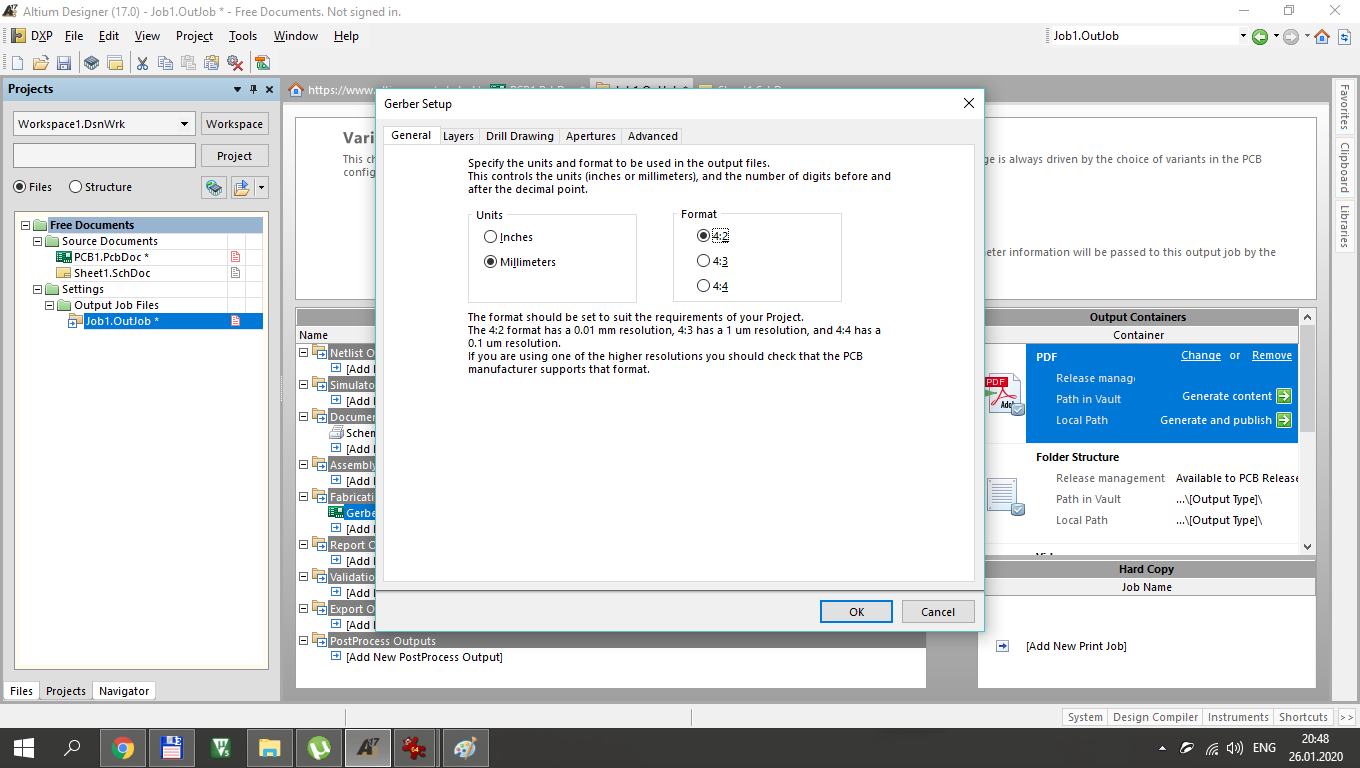 Altium Designer (17.0) - Job1.OutJob * - Free Documents. Not signed in.
DXP File Edit View Project Tools Window Help
Job1.OutJob
Projects
Workspace1.DsnWrk
Workspace
Project
Files
Structure
Free Documents
Source Documents
PCB1.PcbDoc *
Sheet1.SchDoc
Settings
Output Job Files
Job1.OutJob *
Files
Projects
Navigator
https://www.
Gerber Setup
General
Layers
Drill Drawing
Apertures
Advanced
Specify the units and format to be used in the output files.
This controls the units (inches or millimeters), and the number of digits before and
after the decimal point.
Units
Inches
Millimeters
Format
4:2
4:3
4:4
The format should be set to suit the requirements of your Project.
The 4:2 format has a 0.01 mm resolution, 4:3 has a 1 um resolution, and 4:4 has a
0.1 um resolution.
If you are using one of the higher resolutions you should check that the PCB
manufacturer supports that format.
OK
Cancel
This
is always driven by the choice of variants in the PCB
information will be passed to this output job by the
Name
Netlist
[Add
[Add
[Add
[Add
[Add
Report
[Add
[Add
Export
[Add
PostProcess Outputs
[Add New PostProcess Output]
Output Containers
Container
PDF
Change or Remove
Release
Path in Vault
Generate content
Local Path
Generate and publish
Folder Structure
Release management
Available to PCB Release
Path in Vault
...\[Output Type]\
Local Path
...\[Output Type]\
Hard Copy
Job Name
[Add New Print Job]
Favorites
Clipboard
Libraries
System
Design Compiler
Instruments
Shortcuts
>>
ENG
20:48
26.01.2020